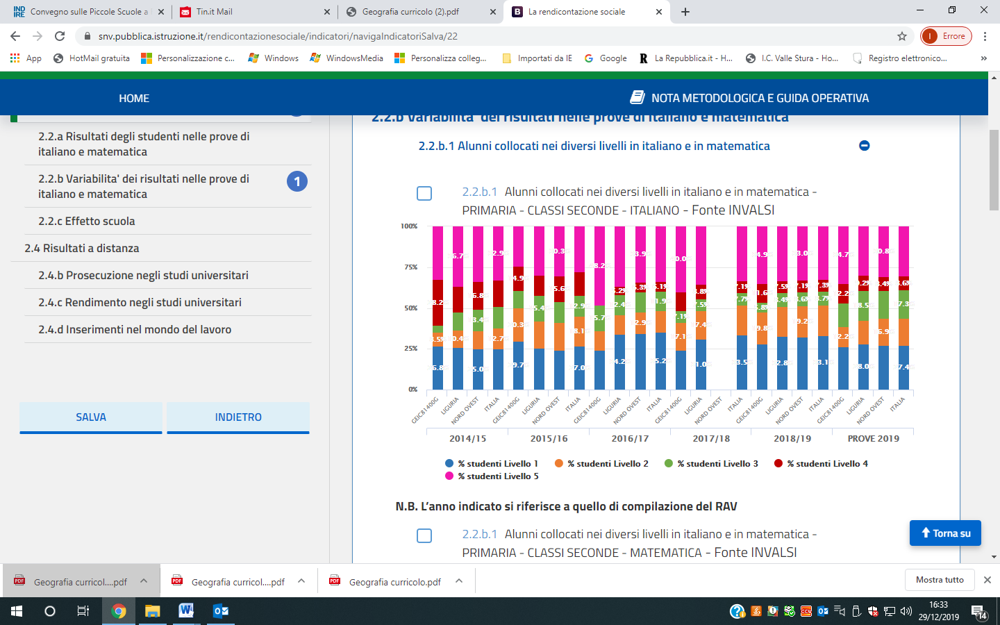 Convegno sulle Piccole Scuole a
Tin.it Mail
Geografia curricolo (2).pdf
La rendicontazione sociale
snv.pubblica.istruzione.it/rendicontazionesociale/indicatori/navigaIndicatoriSalva/22
Errore
App
HotMail gratuita
Personalizzazione c...
Windows
WindowsMedia
Personalizza colleg...
Importati da IE
Google
La Repubblica.it - H...
I.C. Valle Stura - Ho...
Registro elettronico...
HOME
NOTA METODOLOGICA E GUIDA OPERATIVA
2.2.a Risultati degli studenti nelle prove di
italiano e matematica
2.2.b Variabilita' dei risultati nelle prove di
italiano e matematica
1
2.2.c Effetto scuola
2.4 Risultati a distanza
2.4.b Prosecuzione negli studi universitari
2.4.c Rendimento negli studi universitari
2.4.d Inserimenti nel mondo del lavoro
SALVA
INDIETRO
2.2.b Variabilita' dei risultati nelle prove di italiano e matematica
2.2.b.1 Alunni collocati nei diversi livelli in italiano e in matematica
2.2.b.1 Alunni collocati nei diversi livelli in italiano e in matematica -
PRIMARIA - CLASSI SECONDE - ITALIANO - Fonte INVALSI
100%
75%
50%
25%
0%
GEIC81400G LIGURIA NORD OVEST ITALIA GEIC81400G LIGURIA NORD OVEST ITALIA GEIC81400G LIGURIA NORD OVEST ITALIA GEIC81400G LIGURIA NORD OVEST ITALIA GEIC81400G LIGURIA NORD OVEST ITALIA GEIC81400G LIGURIA NORD OVEST ITALIA
2014/15 2015/16 2016/17 2017/18 2018/19 PROVE 2019
% studenti Livello 1 % studenti Livello 2 % studenti Livello 3 % studenti Livello 4
% studenti Livello 5
N.B. L'anno indicato si riferisce a quello di compilazione del RAV
2.2.b.1 Alunni collocati nei diversi livelli in italiano e in matematica -
PRIMARIA - CLASSI SECONDE - MATEMATICA - Fonte INVALSI
Torna su
Geografia curricol....pdf
Geografia curricol....pdf
Geografia curricolo.pdf
Mostra tutto
16:33
29/12/2019
14